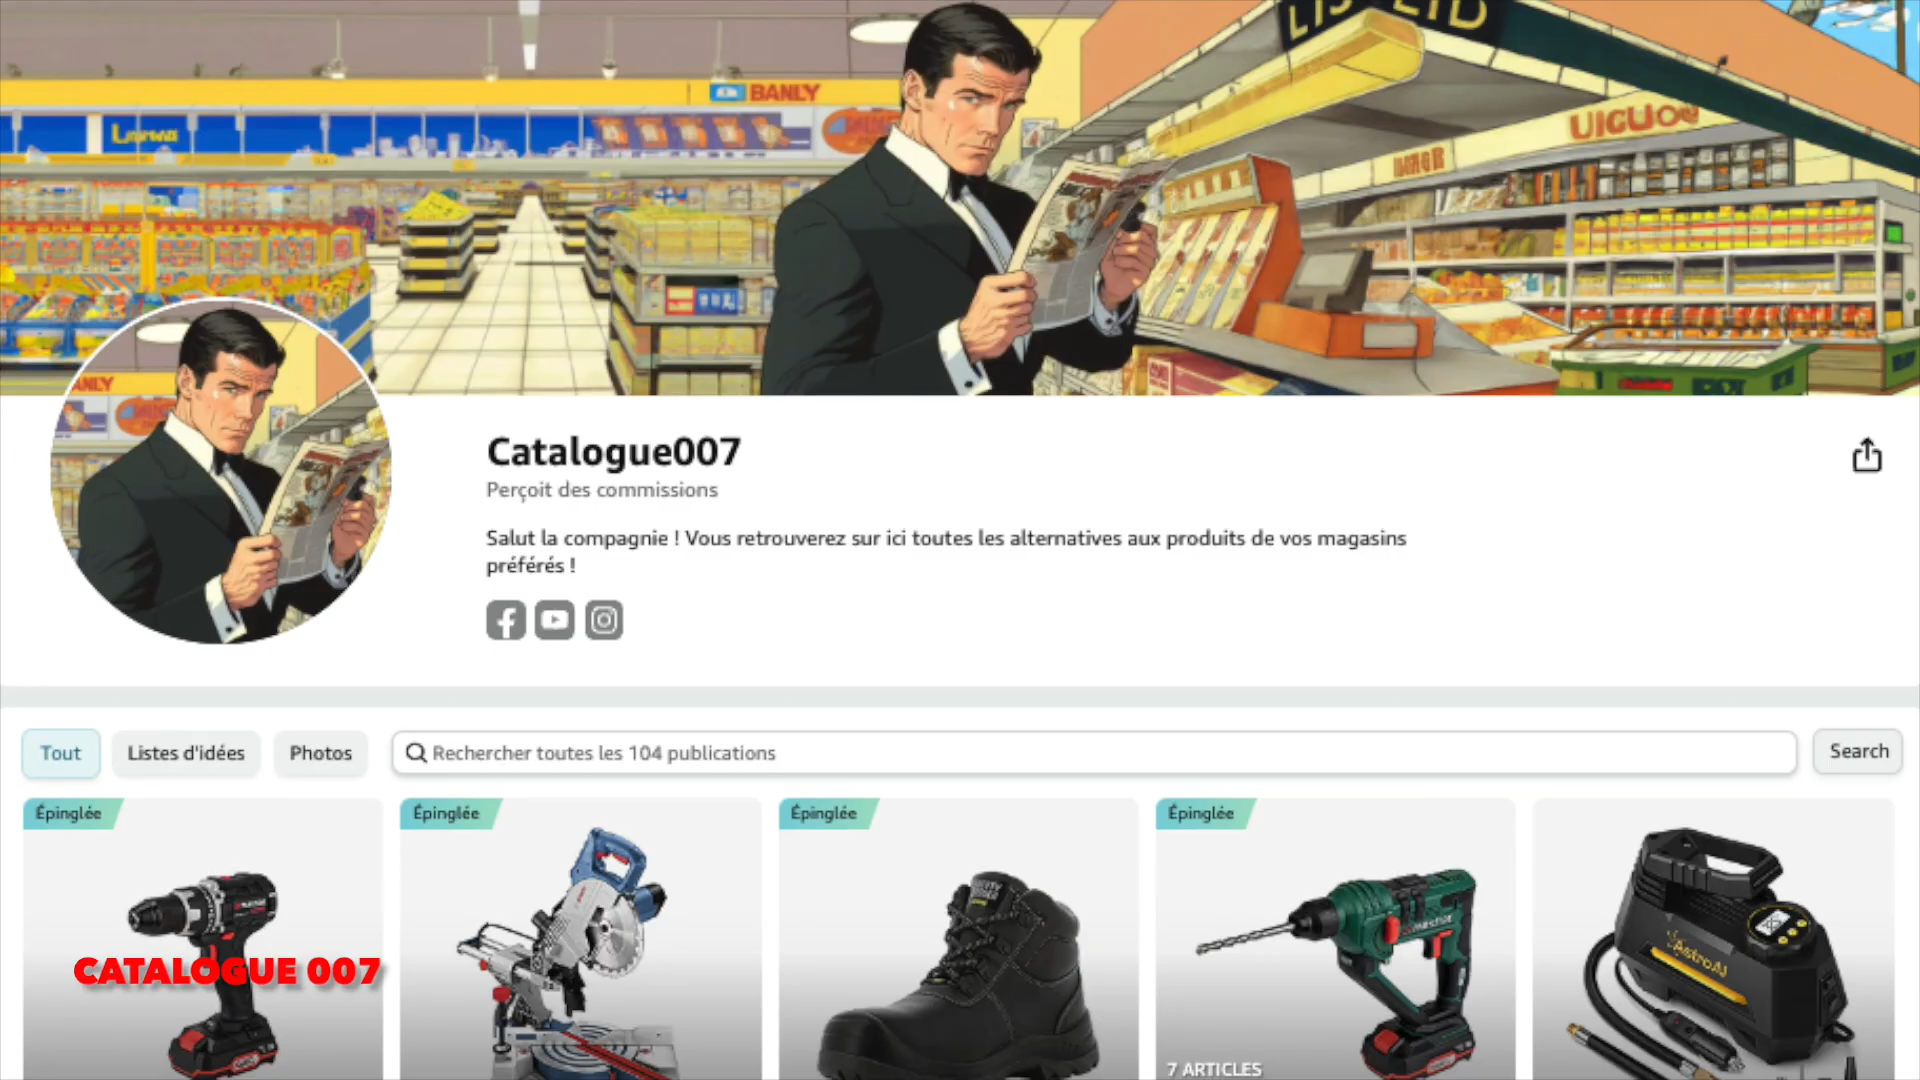 BANLY
Catalogue007
Perçoit des commissions
Salut la compagnie ! Vous retrouverez sur ici toutes les alternatives aux produits de vos magasins
préférés !
Tout
Listes d'idées
Photos
Rechercher toutes les 104 publications
Search
Épinglée
Épinglée
Épinglée
Épinglée
AstroAI
CATALOGUE 007
7 ARTICLES